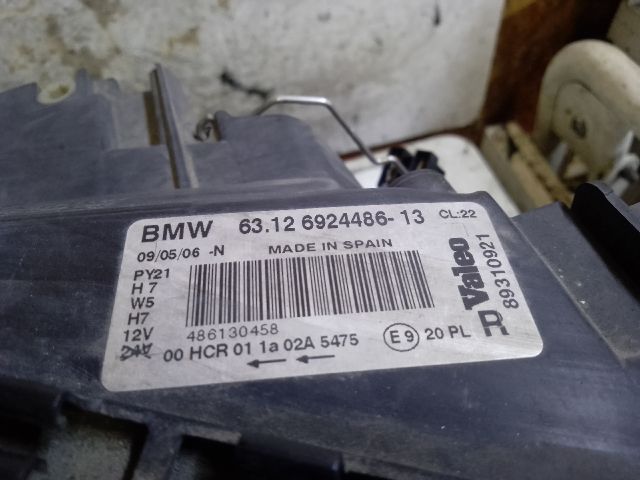 BMW 63.12 6924486-13 CL:22
09/05/06 -N MADE IN SPAIN
PY21
H7
W5
H7
12V 486130458
00 HCR 01 1a 02A 5475 E9 20 PL
Valeo
R 89310921